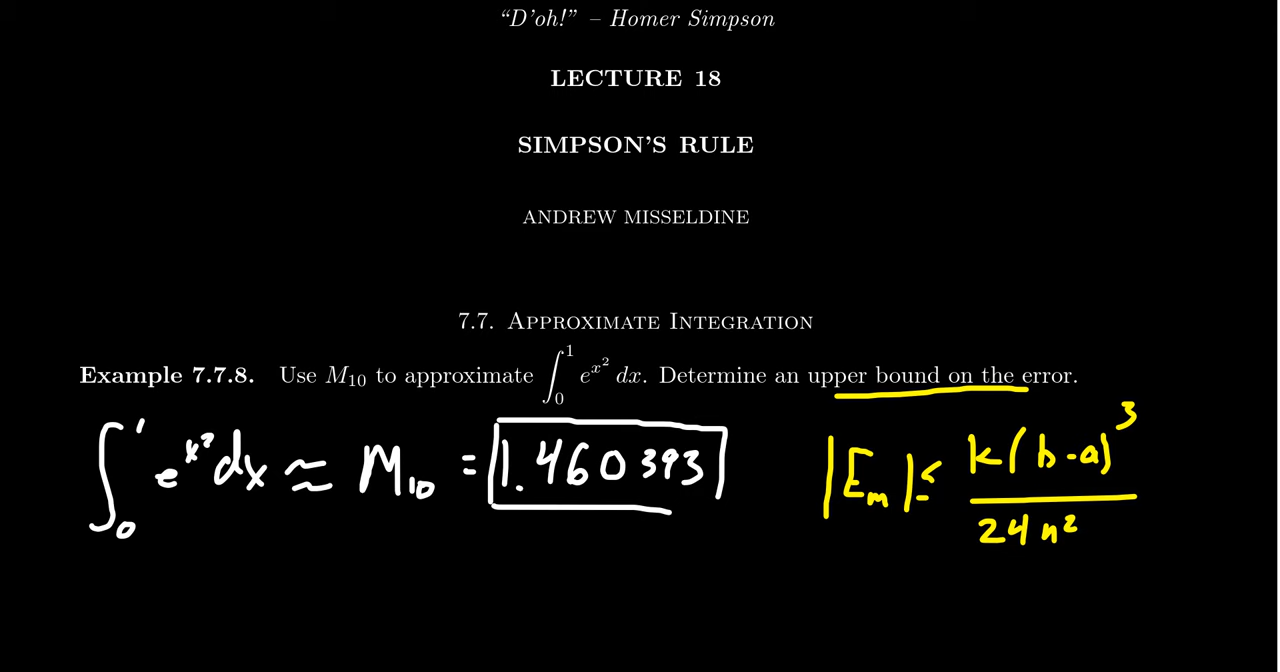 “D’oh!” – Homer Simpson
LECTURE 18
SIMPSON’S RULE
ANDREW MISSELDINE
7.7. Approximate Integration
Example 7.7.8. Use M₁₀ to approximate ∫₀¹ e^{x²} dx. Determine an upper bound on the error.
∫₀¹ e^{x²} dx ≈ M₁₀ = 1.460393 |E_m| ≤ k(b-a)³ / 24n²